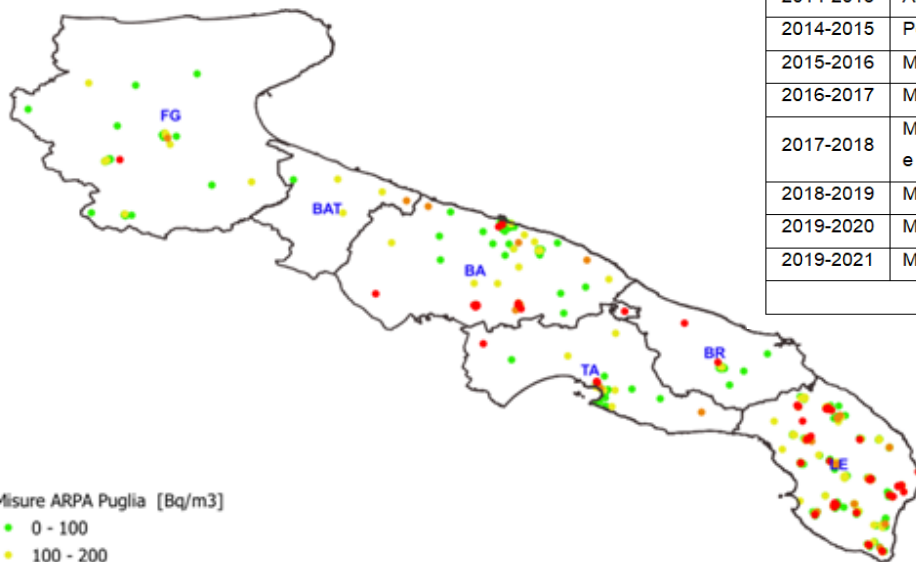 2014-2015
P
2015-2016
M
2016-2017
M
2017-2018
M
e
2018-2019
M
2019-2020
M
2019-2021
M
FG
BAT
BA
BR
TA
LE
Misure ARPA Puglia [Bq/m3]
0 - 100
100 - 200